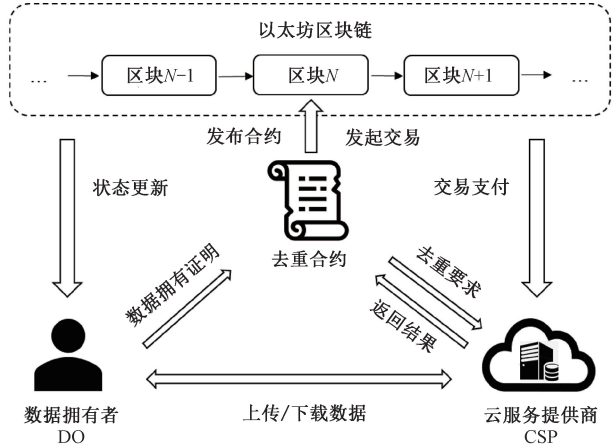 以太坊区块链
… 区块N−1 区块N 区块N+1 …
发布合约 发起交易
状态更新
交易支付
去重合约
数据拥有证明
去重要求
返回结果
数据拥有者
DO
上传/下载数据
云服务提供商
CSP